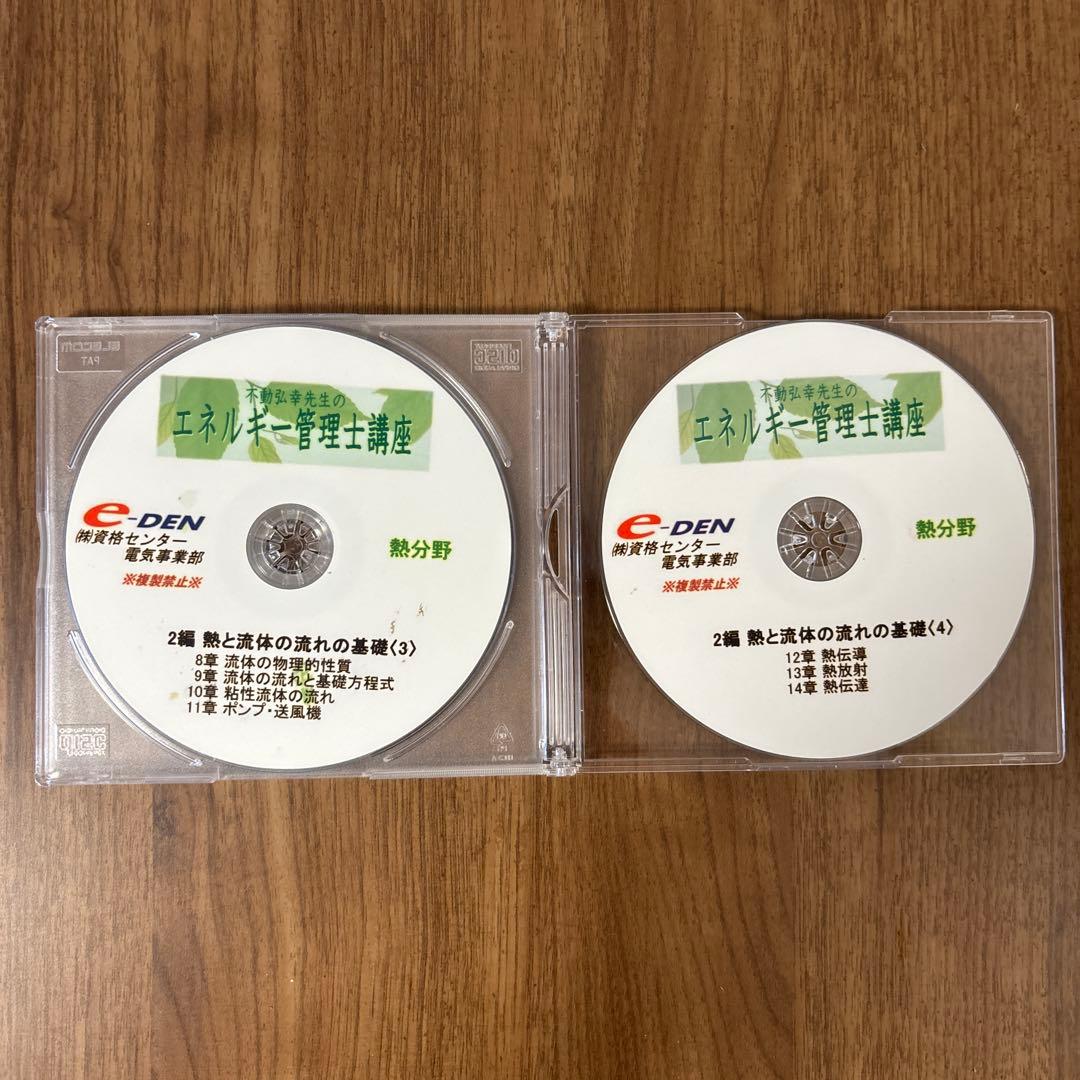 不動弘幸先生の
エネルギー管理士講座
e-DEN
㈱資格センター
電気事業部
※複製禁止※
熱分野
2編 熱と流体の流れの基礎〈3〉
8章 流体の物理的性質
9章 流体の流れと基礎方程式
10章 粘性流体の流れ
11章 ポンプ・送風機
不動弘幸先生の
エネルギー管理士講座
e-DEN
㈱資格センター
電気事業部
※複製禁止※
熱分野
2編 熱と流体の流れの基礎〈4〉
12章 熱伝導
13章 熱放射
14章 熱伝達
PAT